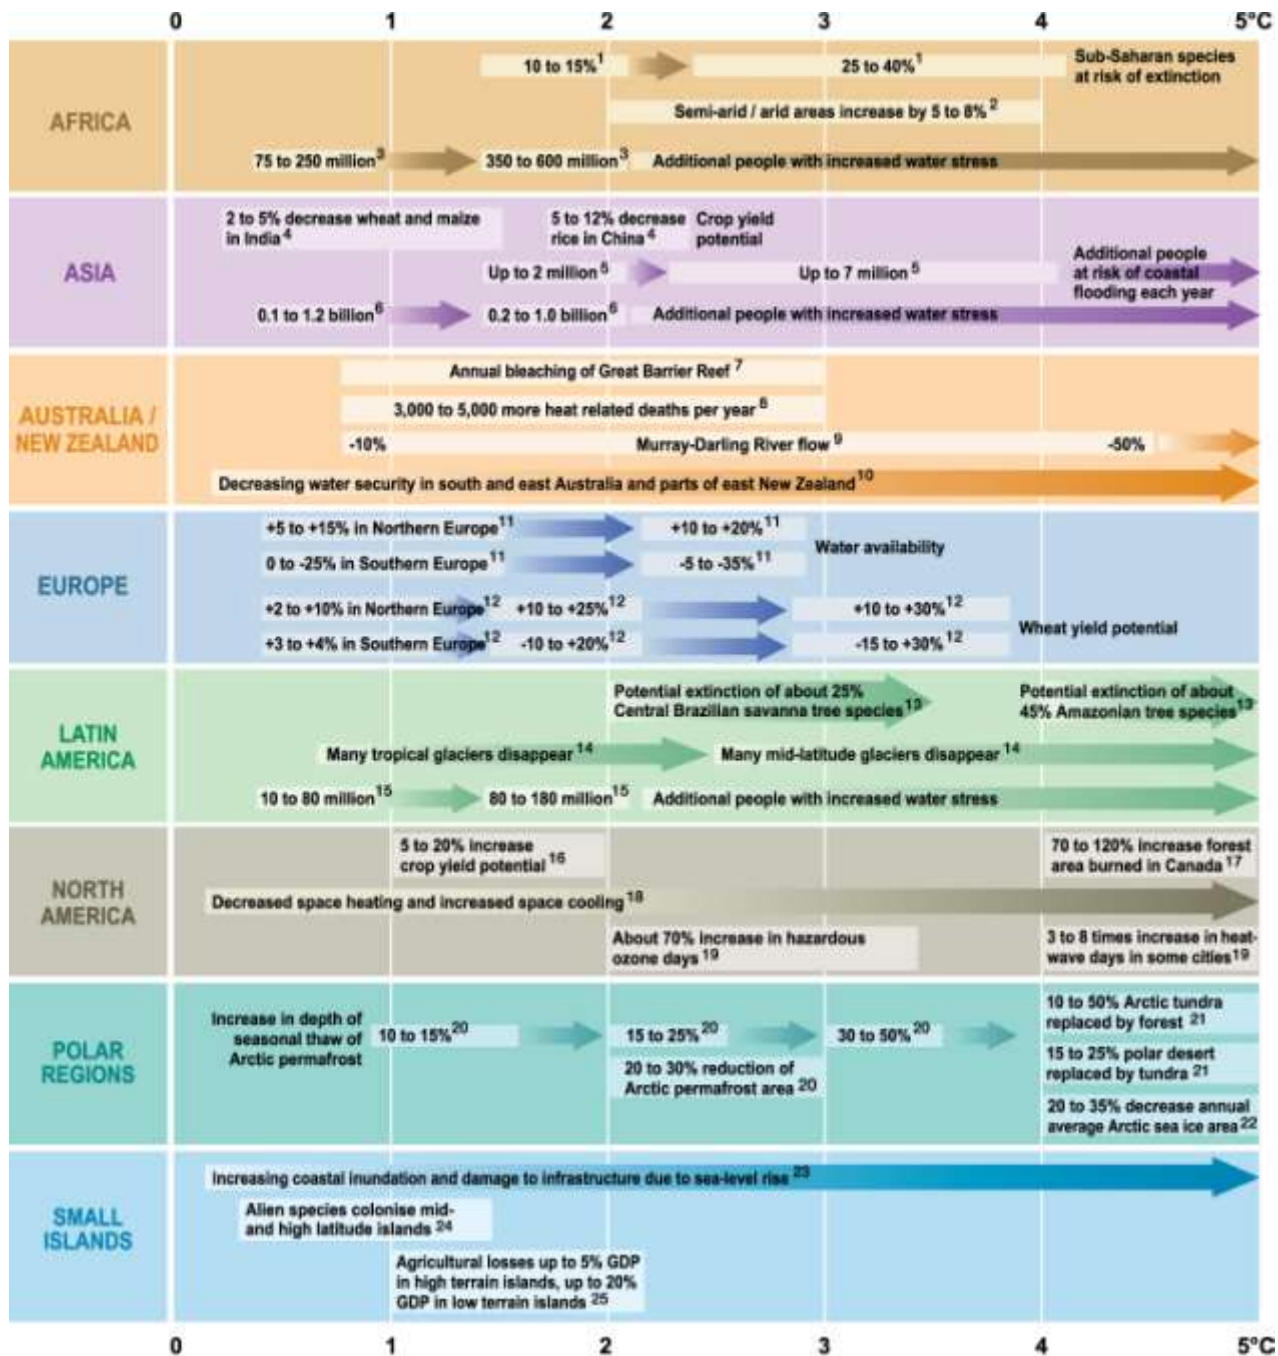 0 1 2 3 4 5°C
AFRICA
10 to 15%1
25 to 40%1
Sub-Saharan species
at risk of extinction
Semi-arid / arid areas increase by 5 to 8% 2
75 to 250 million3
350 to 600 million3
Additional people with increased water stress
ASIA
2 to 5% decrease wheat and maize
in India 4
5 to 12% decrease
rice in China 4
Crop yield
potential
Up to 2 million 5
Up to 7 million 5
Additional people
at risk of coastal
flooding each year
0.1 to 1.2 billion6
0.2 to 1.0 billion6
Additional people with increased water stress
AUSTRALIA /
NEW ZEALAND
Annual bleaching of Great Barrier Reef 7
3,000 to 5,000 more heat related deaths per year 8
-10%
Murray-Darling River flow 9
-50%
Decreasing water security in south and east Australia and parts of east New Zealand10
EUROPE
+5 to +15% in Northern Europe11
+10 to +20%11
0 to -25% in Southern Europe11
-5 to -35%11
Water availability
+2 to +10% in Northern Europe12
+10 to +25%12
+10 to +30%12
+3 to +4% in Southern Europe12
-10 to +20%12
-15 to +30%12
Wheat yield potential
LATIN
AMERICA
Potential extinction of about 25%
Central Brazilian savanna tree species13
Potential extinction of about
45% Amazonian tree species13
Many tropical glaciers disappear 14
Many mid-latitude glaciers disappear 14
10 to 80 million15
80 to 180 million15
Additional people with increased water stress
NORTH
AMERICA
5 to 20% increase
crop yield potential 16
70 to 120% increase forest
area burned in Canada 17
Decreased space heating and increased space cooling18
About 70% increase in hazardous
ozone days 19
3 to 8 times increase in heat-
wave days in some cities19
POLAR
REGIONS
Increase in depth of
seasonal thaw of
Arctic permafrost
10 to 15%20
15 to 25% 20
30 to 50% 20
20 to 30% reduction of
Arctic permafrost area 20
10 to 50% Arctic tundra
replaced by forest 21
15 to 25% polar desert
replaced by tundra 21
20 to 35% decrease annual
average Arctic sea ice area22
SMALL
ISLANDS
Increasing coastal inundation and damage to infrastructure due to sea-level rise 23
Alien species colonise mid-
and high latitude islands 24
Agricultural losses up to 5% GDP
in high terrain islands, up to 20%
GDP in low terrain islands 25
0 1 2 3 4 5°C